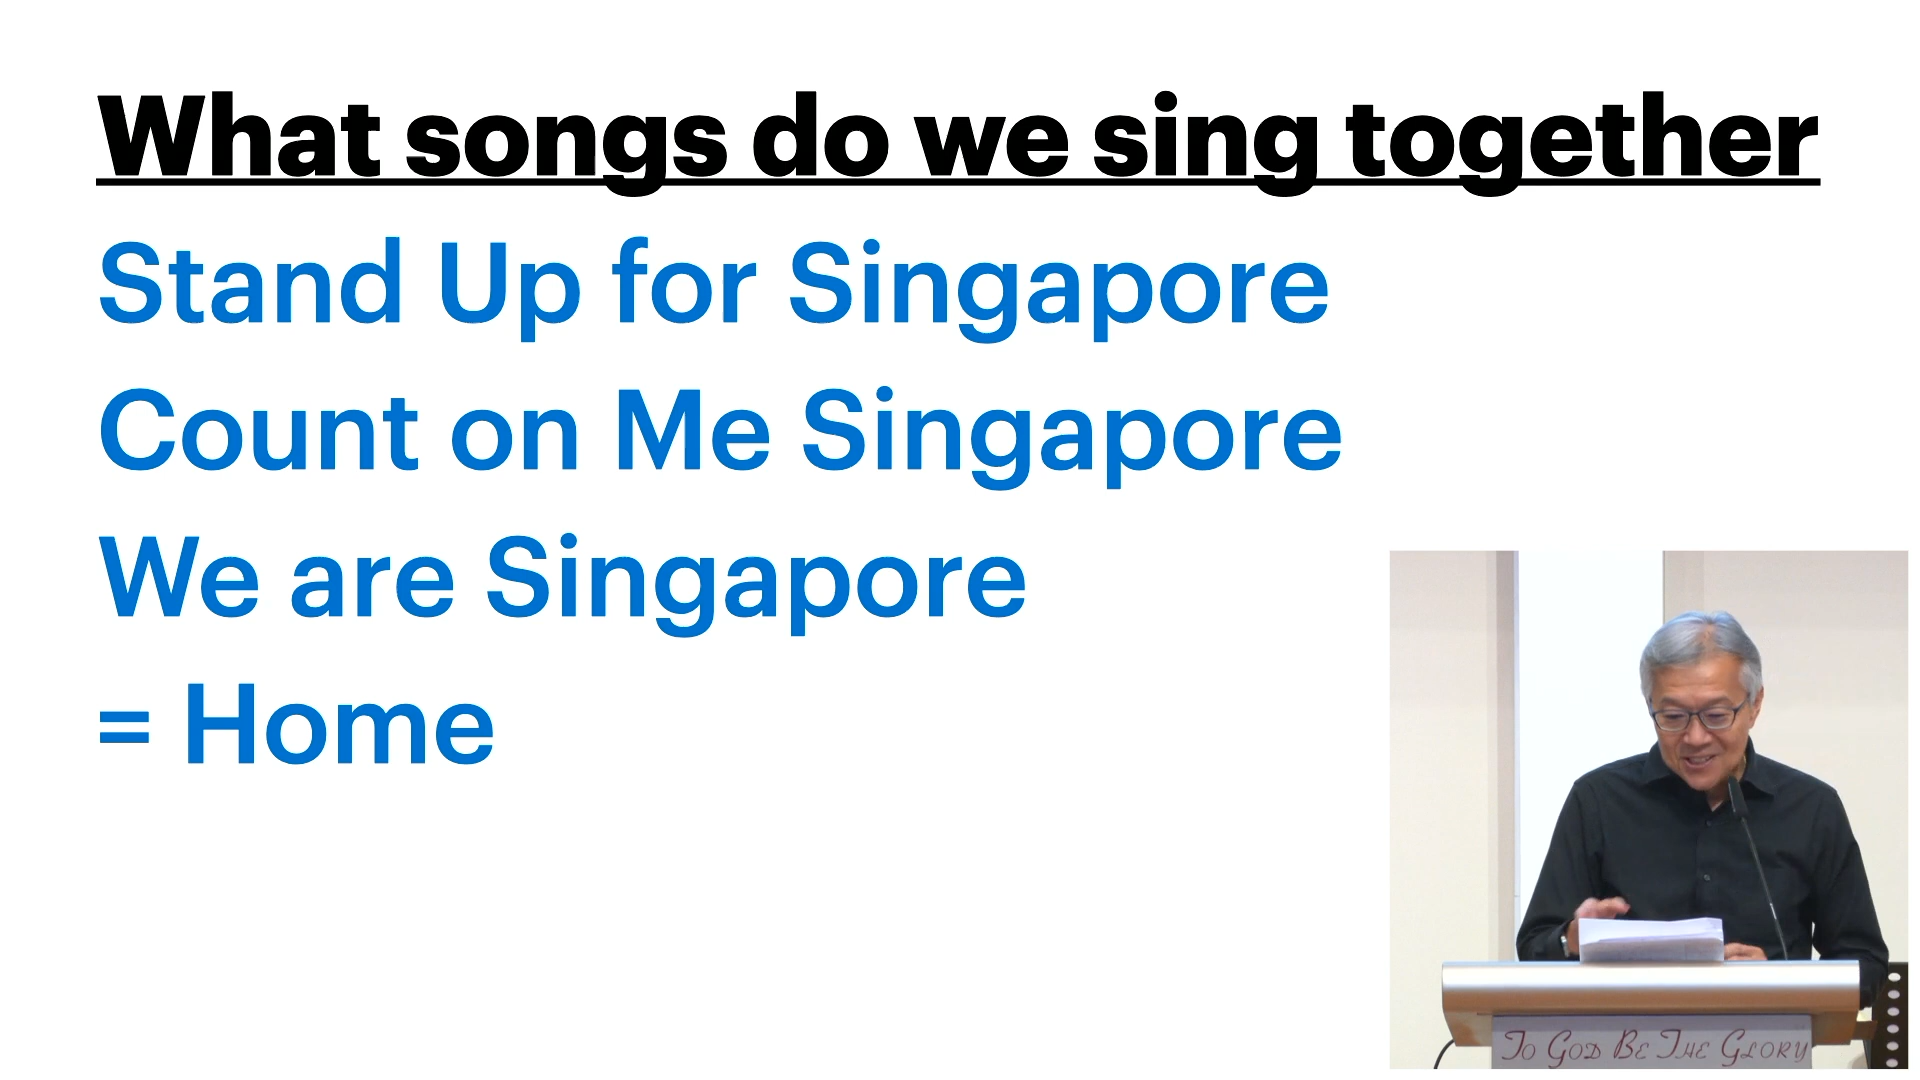 What songs do we sing together
Stand Up for Singapore
Count on Me Singapore
We are Singapore
= Home
To God Be The Glory